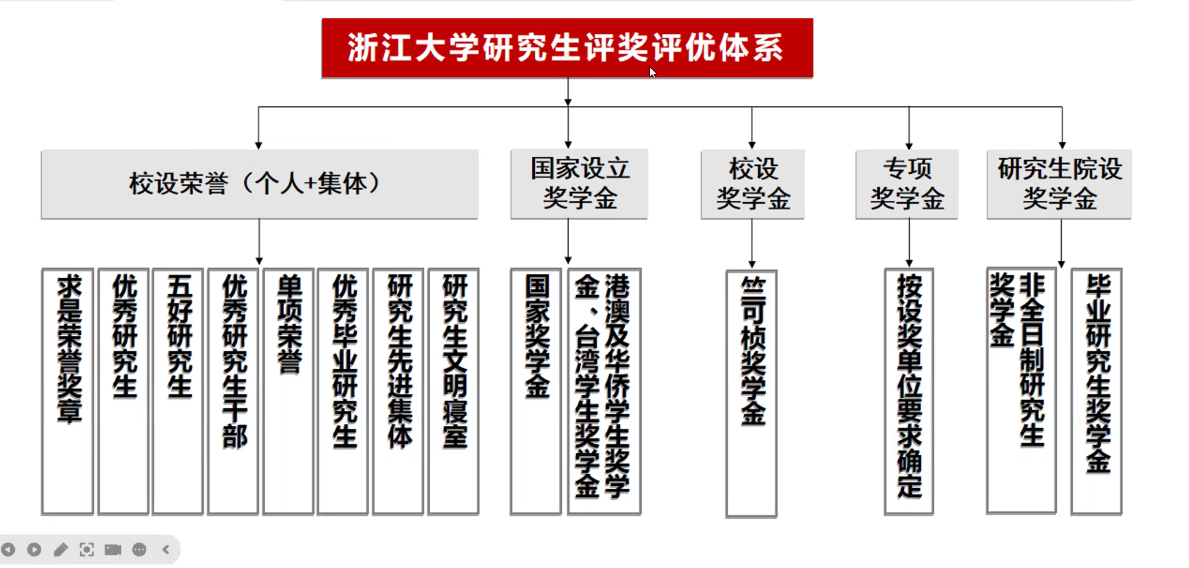 浙江大学研究生评奖评优体系
校设荣誉（个人+集体）
国家设立
奖学金
校设
奖学金
专项
奖学金
研究生院设
奖学金
求是荣誉奖章
优秀研究生
五好研究生
优秀研究生干部
单项荣誉
优秀毕业研究生
研究生先进集体
研究生文明寝室
国家奖学金
港澳及华侨学生奖学
金、台湾学生奖学金
竺可桢奖学金
按设奖单位要求确定
非全日制研究生
奖学金
毕业研究生奖学金